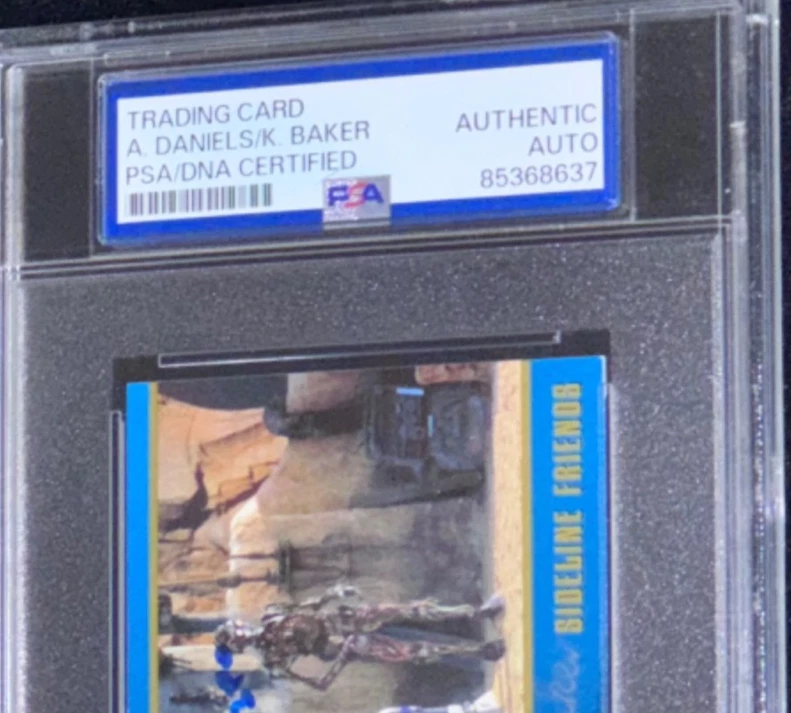 TRADING CARD
A. DANIELS/K. BAKER
PSA/DNA CERTIFIED
AUTHENTIC
AUTO
85368637
PSA
SIDELINE FRIENDS